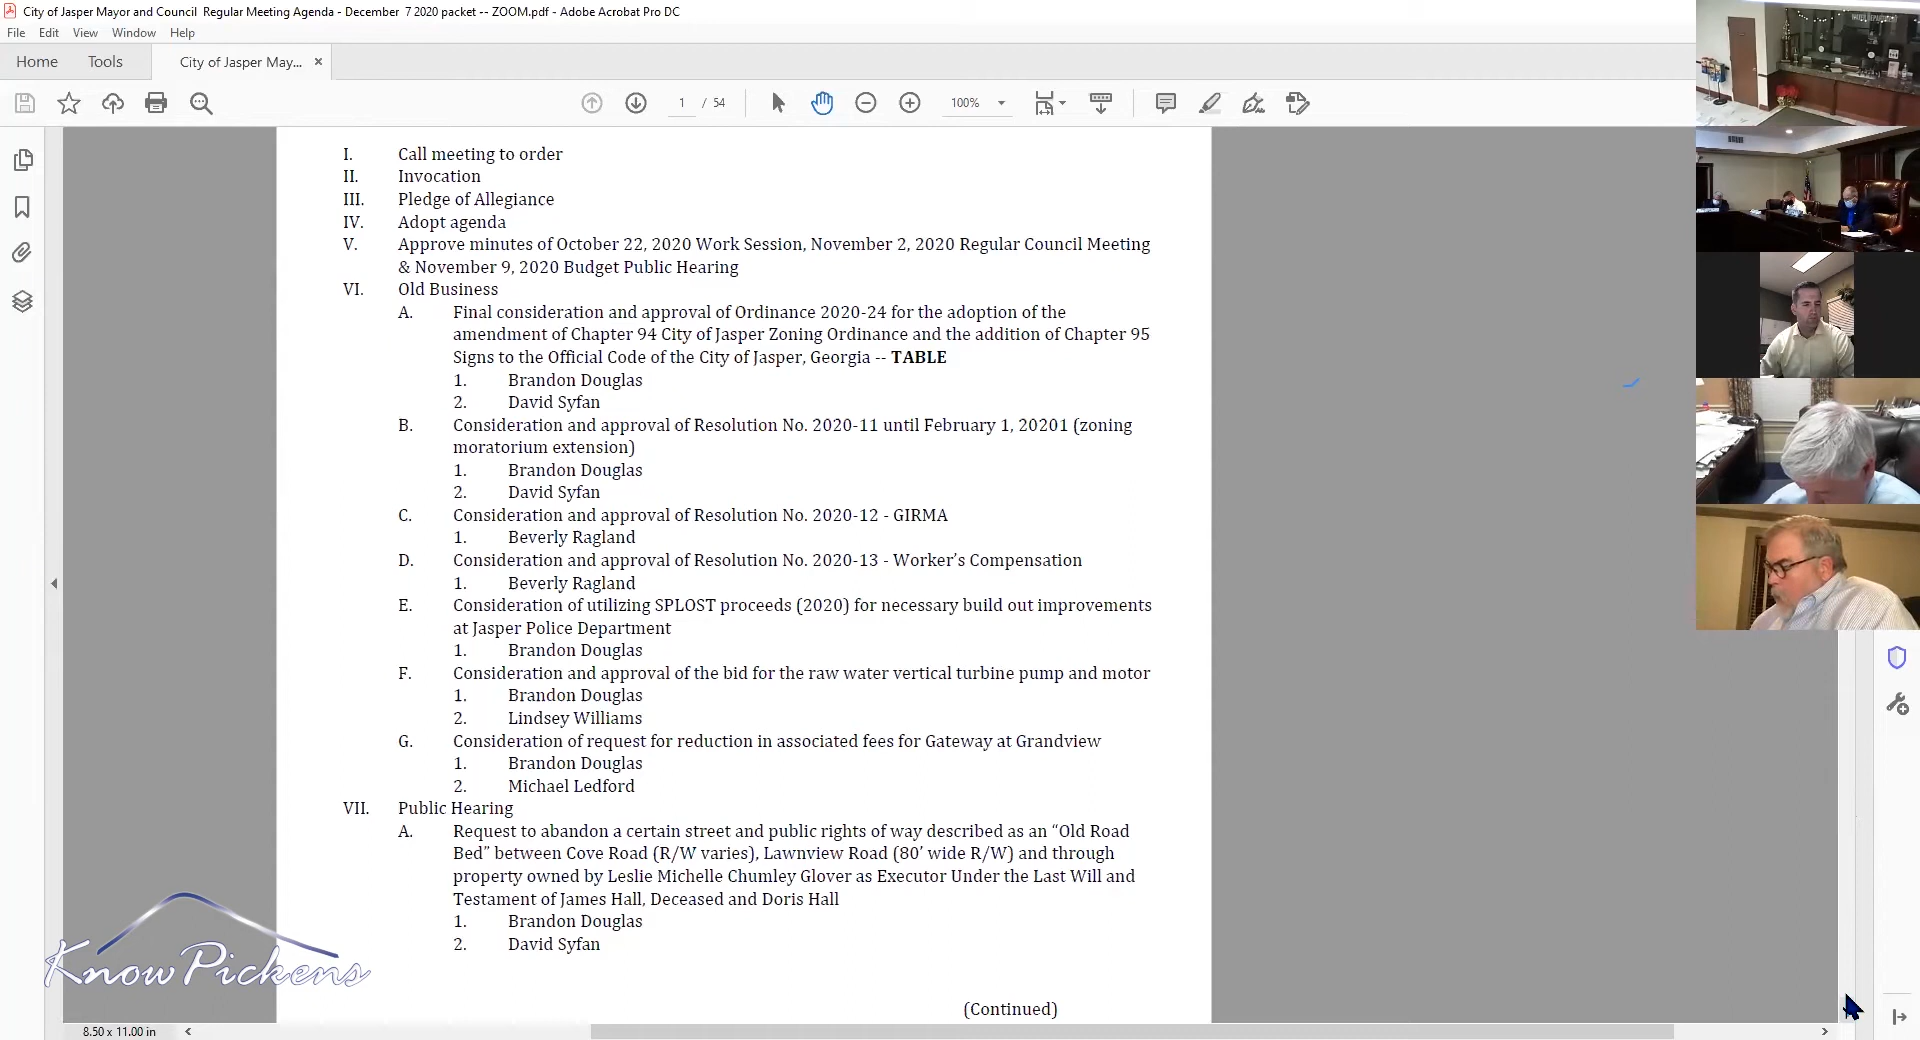 City of Jasper Mayor and Council  Regular Meeting Agenda - December  7 2020 packet -- ZOOM.pdf - Adobe Acrobat Pro DC
File Edit View Window Help
Home Tools City of Jasper May... ×
1 / 54 100%
I. Call meeting to order
II. Invocation
III. Pledge of Allegiance
IV. Adopt agenda
V. Approve minutes of October 22, 2020 Work Session, November 2, 2020 Regular Council Meeting
& November 9, 2020 Budget Public Hearing
VI. Old Business
A. Final consideration and approval of Ordinance 2020-24 for the adoption of the
amendment of Chapter 94 City of Jasper Zoning Ordinance and the addition of Chapter 95
Signs to the Official Code of the City of Jasper, Georgia -- TABLE
1. Brandon Douglas
2. David Syfan
B. Consideration and approval of Resolution No. 2020-11 until February 1, 20201 (zoning
moratorium extension)
1. Brandon Douglas
2. David Syfan
C. Consideration and approval of Resolution No. 2020-12 - GIRMA
1. Beverly Ragland
D. Consideration and approval of Resolution No. 2020-13 - Worker’s Compensation
1. Beverly Ragland
E. Consideration of utilizing SPLOST proceeds (2020) for necessary build out improvements
at Jasper Police Department
1. Brandon Douglas
F. Consideration and approval of the bid for the raw water vertical turbine pump and motor
1. Brandon Douglas
2. Lindsey Williams
G. Consideration of request for reduction in associated fees for Gateway at Grandview
1. Brandon Douglas
2. Michael Ledford
VII. Public Hearing
A. Request to abandon a certain street and public rights of way described as an “Old Road
Bed” between Cove Road (R/W varies), Lawnview Road (80’ wide R/W) and through
property owned by Leslie Michelle Chumley Glover as Executor Under the Last Will and
Testament of James Hall, Deceased and Doris Hall
1. Brandon Douglas
2. David Syfan
(Continued)
KnowPickens
8.50 x 11.00 in